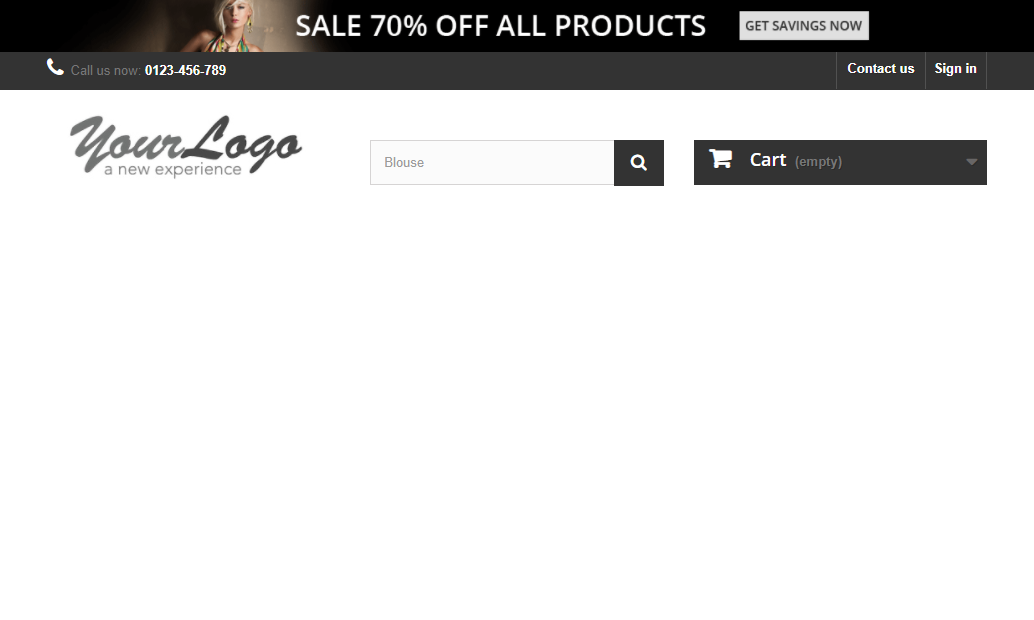 SALE 70% OFF ALL PRODUCTS
GET SAVINGS NOW
Call us now: 0123-456-789
Contact us
Sign in
YourLogo
a new experience
Blouse
Cart (empty)